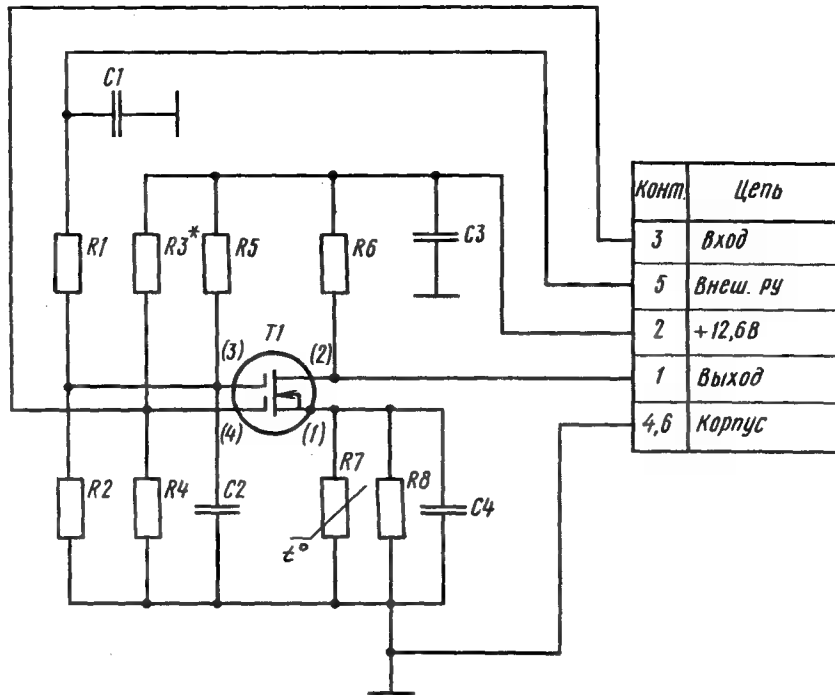 C1
R1
R3*
R5
R6
C3
T1
(3)
(2)
(4)
(1)
R2
R4
C2
R7
t°
R8
C4
Конт. Цепь
3 Вход
5 Внеш. РУ
2 +12,6В
1 Выход
4,6 Корпус